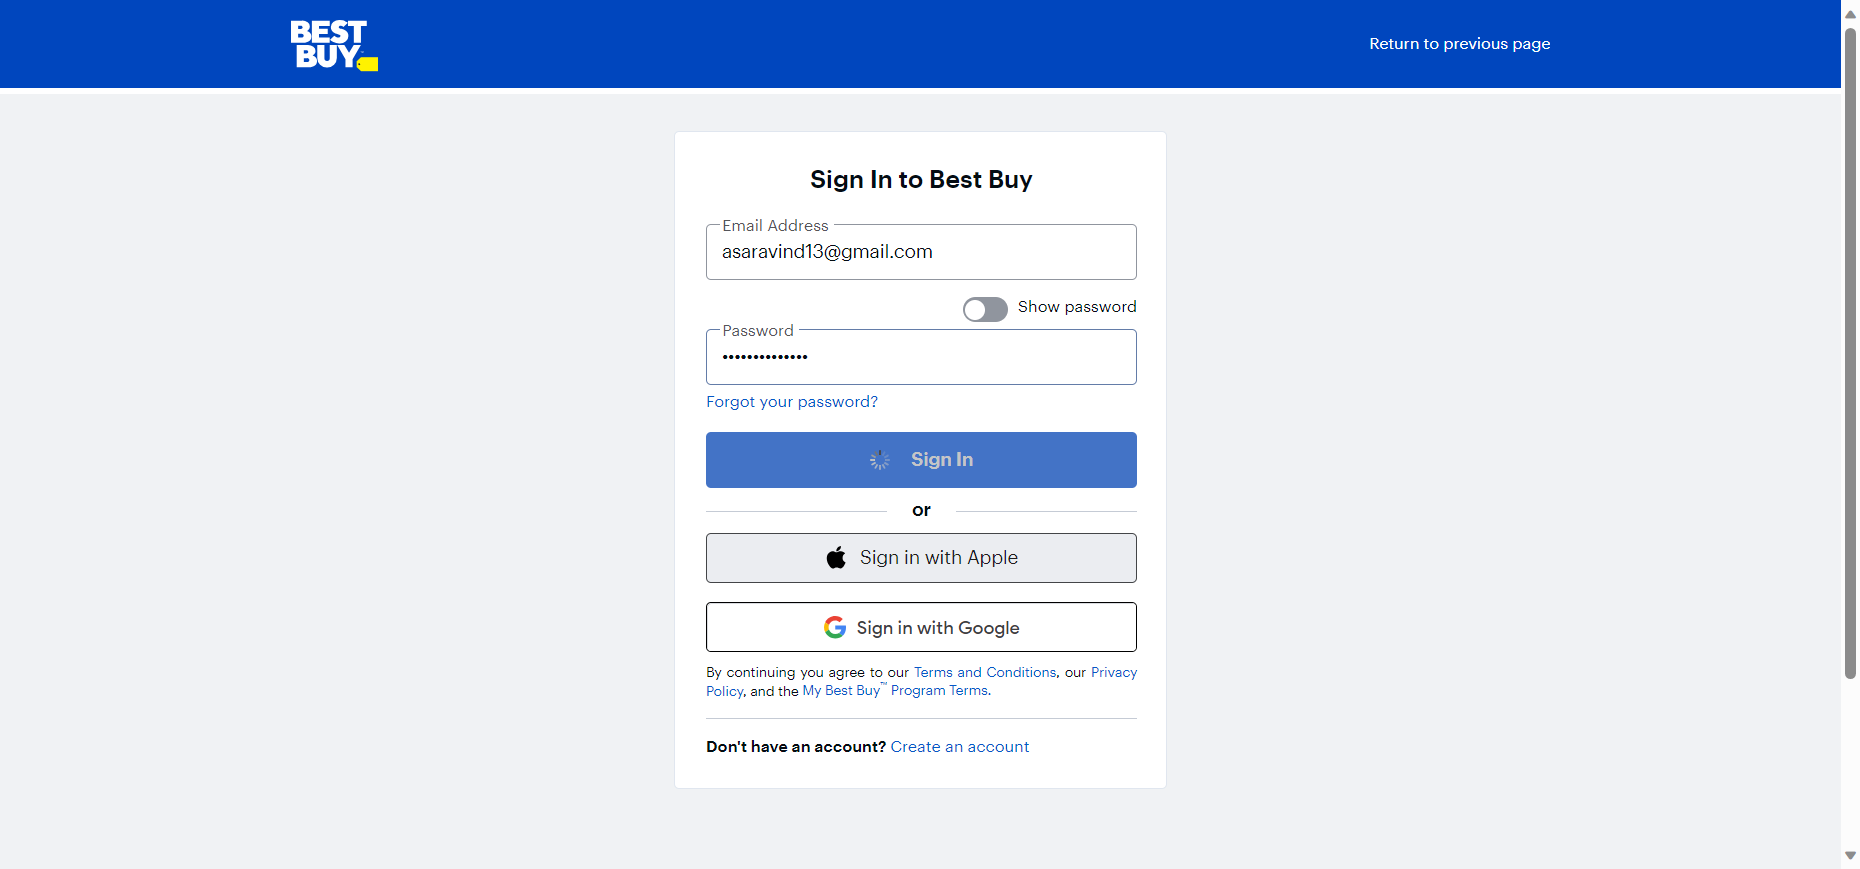 BEST
BUY
Return to previous page
Sign In to Best Buy
Email Address
asaravind13@gmail.com
Show password
Password
••••••••••••••
Forgot your password?
Sign In
or
Sign in with Apple
Sign in with Google
By continuing you agree to our Terms and Conditions, our Privacy
Policy, and the My Best Buy™ Program Terms.
Don't have an account? Create an account